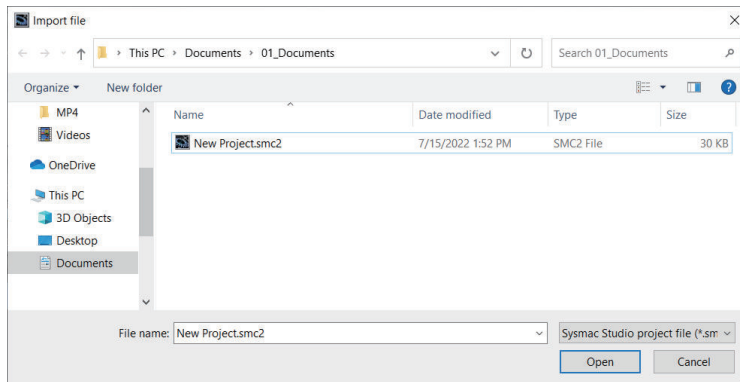 Import file
This PC > Documents > 01_Documents
Search 01_Documents
Organize
New folder
MP4
Videos
OneDrive
This PC
3D Objects
Desktop
Documents
Name
Date modified
Type
Size
New Project.smc2
7/15/2022 1:52 PM
SMC2 File
30 KB
File name:
New Project.smc2
Sysmac Studio project file (*.sm
Open
Cancel